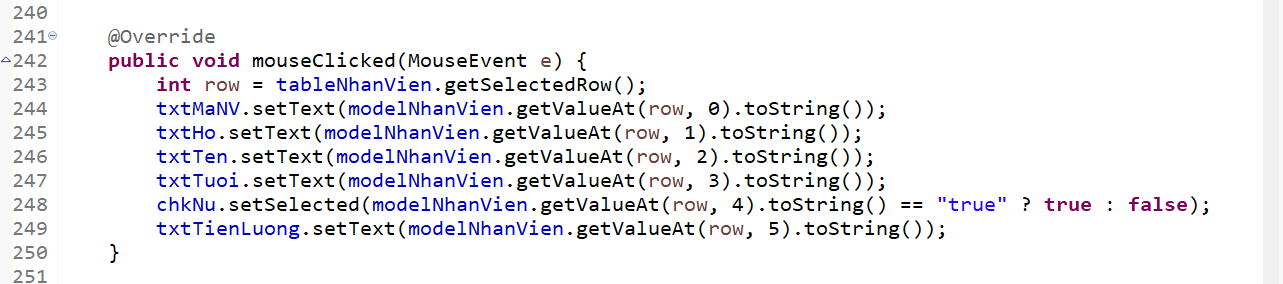 240
241 @Override
242 public void mouseClicked(MouseEvent e) {
243 int row = tableNhanVien.getSelectedRow();
244 txtMaNV.setText(modelNhanVien.getValueAt(row, 0).toString());
245 txtHo.setText(modelNhanVien.getValueAt(row, 1).toString());
246 txtTen.setText(modelNhanVien.getValueAt(row, 2).toString());
247 txtTuoi.setText(modelNhanVien.getValueAt(row, 3).toString());
248 chkNu.setSelected(modelNhanVien.getValueAt(row, 4).toString() == "true" ? true : false);
249 txtTienLuong.setText(modelNhanVien.getValueAt(row, 5).toString());
250 }
251